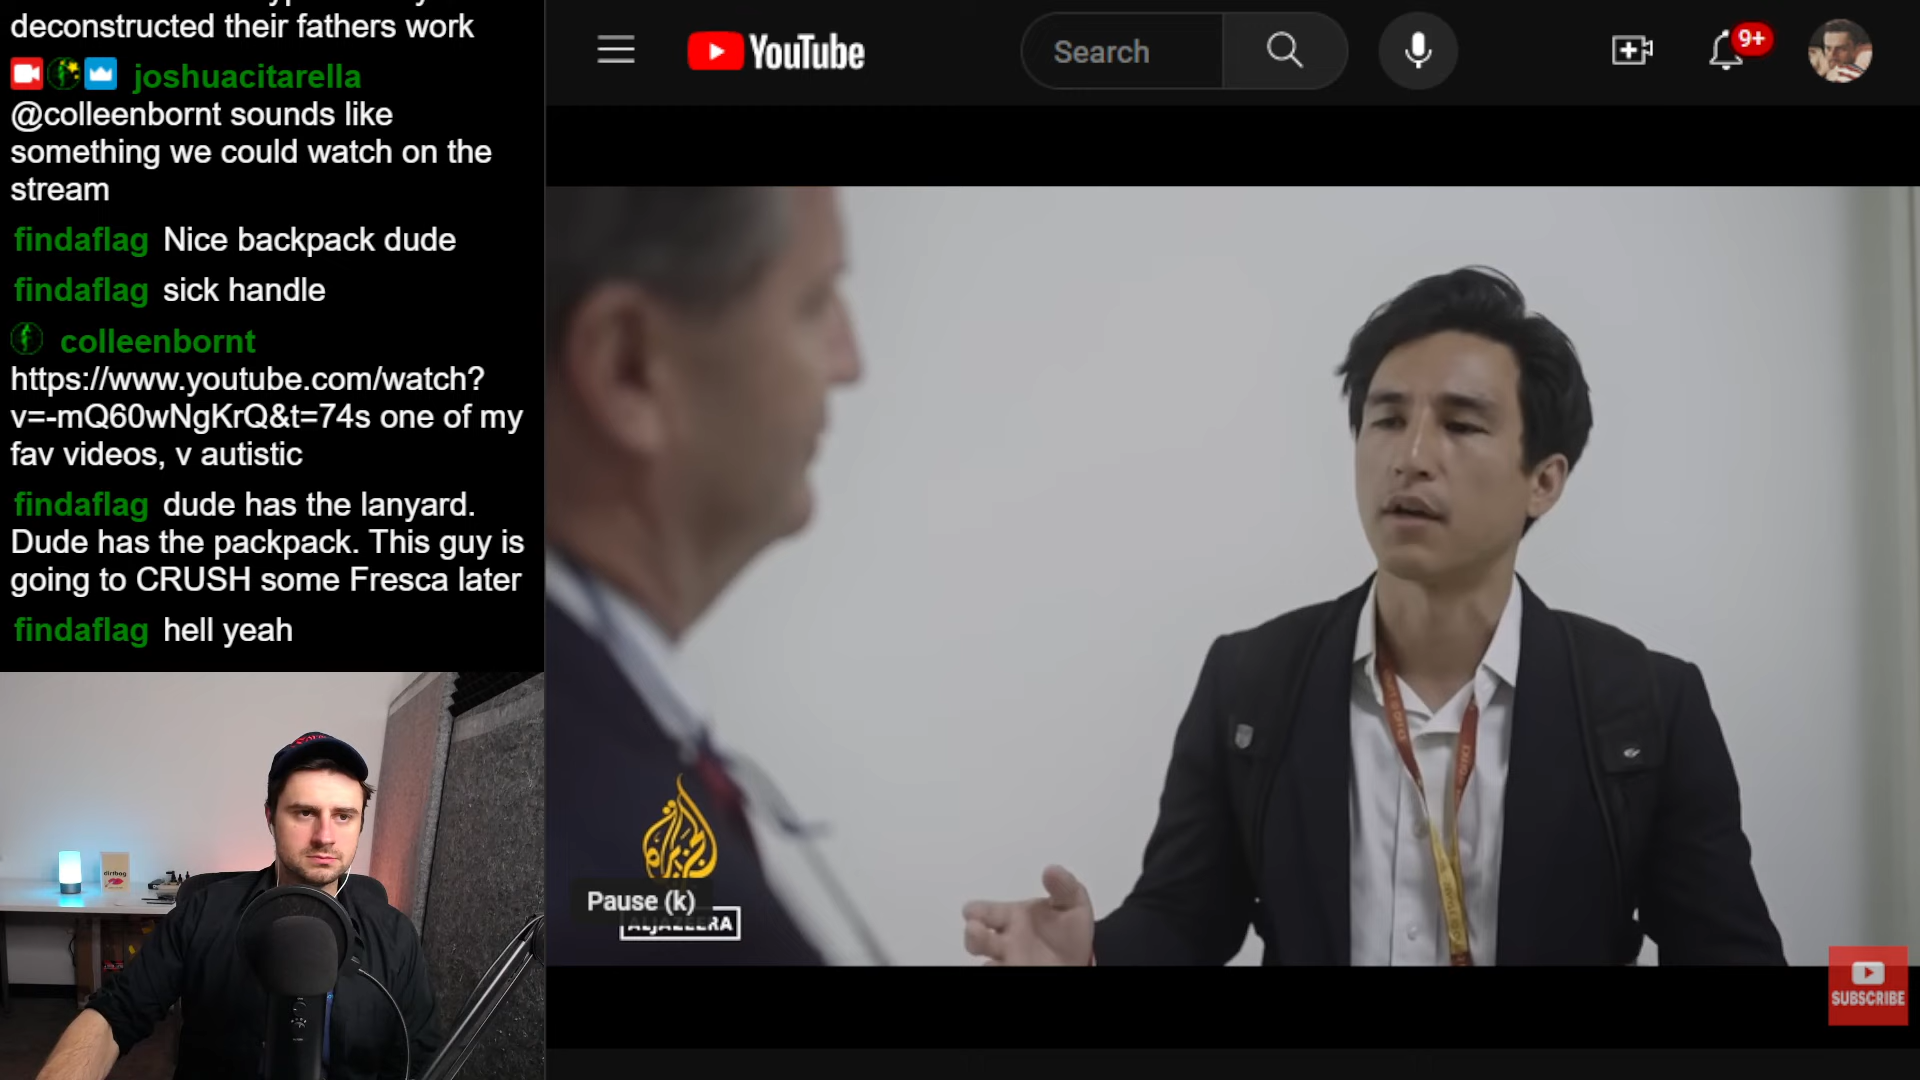 deconstructed their fathers work
joshuacitarella
@colleenbornt sounds like
something we could watch on the
stream
findaflag Nice backpack dude
findaflag sick handle
colleenbornt
https://www.youtube.com/watch?
v=-mQ60wNgKrQ&t=74s one of my
fav videos, v autistic
findaflag dude has the lanyard.
Dude has the packpack. This guy is
going to CRUSH some Fresca later
findaflag hell yeah
dirtbag
YouTube
Search
9+
الجزيرة
Pause (k)
ALJAZEERA
SUBSCRIBE